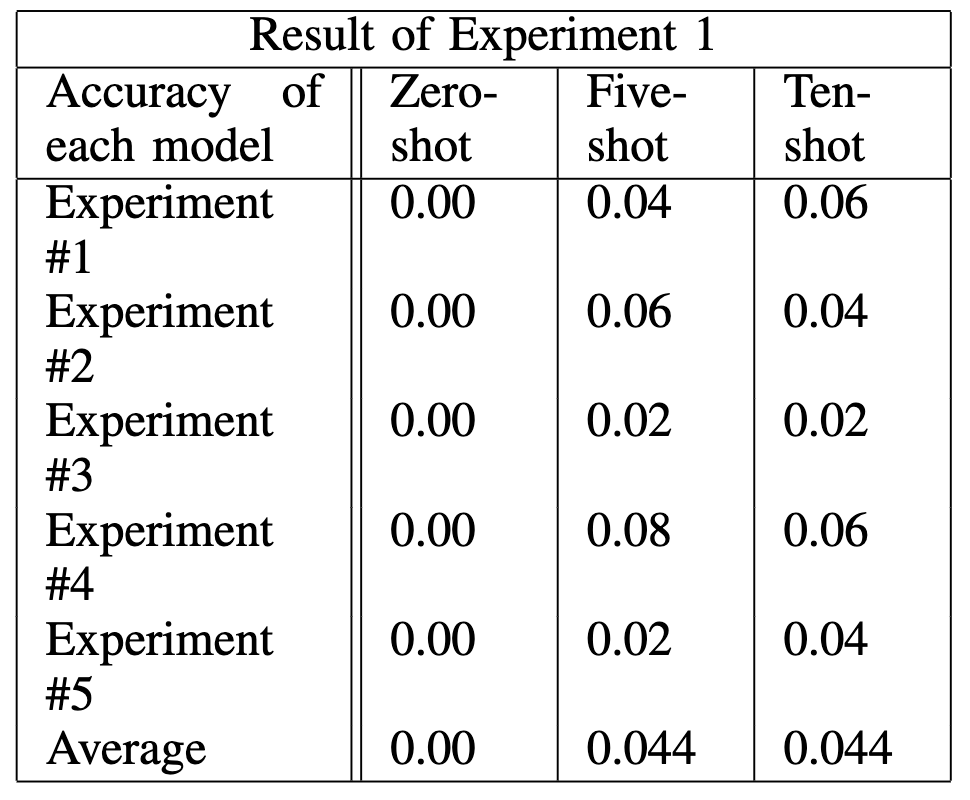 Result of Experiment 1
Accuracy of each model Zero-shot Five-shot Ten-shot
Experiment #1 0.00 0.04 0.06
Experiment #2 0.00 0.06 0.04
Experiment #3 0.00 0.02 0.02
Experiment #4 0.00 0.08 0.06
Experiment #5 0.00 0.02 0.04
Average 0.00 0.044 0.044